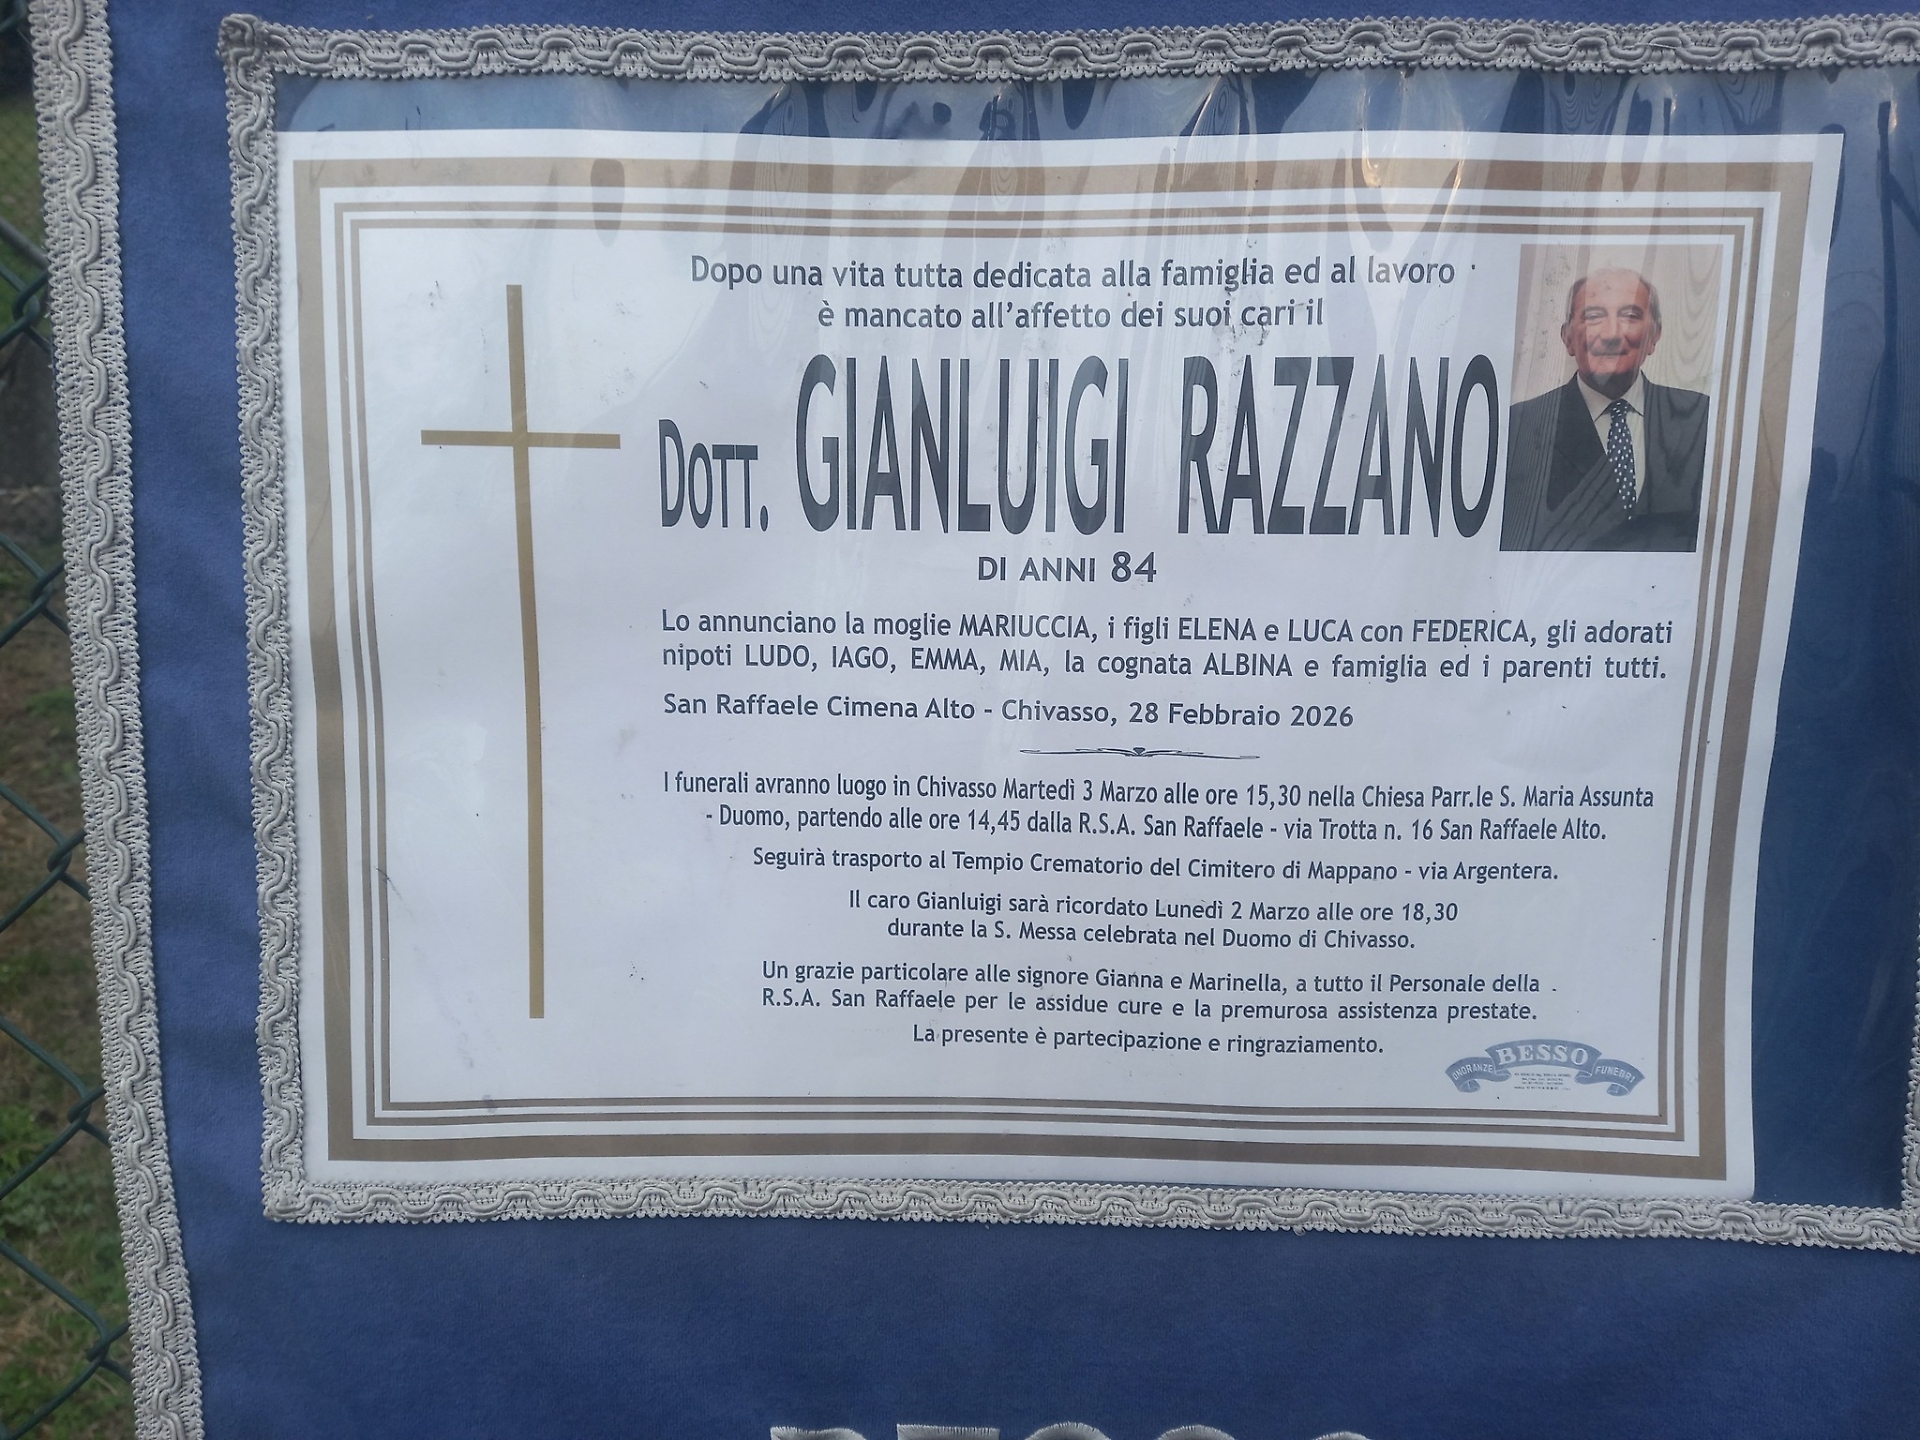 Dopo una vita tutta dedicata alla famiglia ed al lavoro
è mancato all'affetto dei suoi cari il
DOTT. GIANLUIGI RAZZANO
DI ANNI 84
Lo annunciano la moglie MARIUCCIA, i figli ELENA e LUCA con FEDERICA, gli adorati
nipoti LUDO, IAGO, EMMA, MIA, la cognata ALBINA e famiglia ed i parenti tutti.
San Raffaele Cimena Alto - Chivasso, 28 Febbraio 2026
I funerali avranno luogo in Chivasso Martedì 3 Marzo alle ore 15,30 nella Chiesa Parr.le S. Maria Assunta
- Duomo, partendo alle ore 14,45 dalla R.S.A. San Raffaele - via Trotta n. 16 San Raffaele Alto.
Seguirà trasporto al Tempio Crematorio del Cimitero di Mappano - via Argentera.
Il caro Gianluigi sarà ricordato Lunedì 2 Marzo alle ore 18,30
durante la S. Messa celebrata nel Duomo di Chivasso.
Un grazie particolare alle signore Gianna e Marinella, a tutto il Personale della
R.S.A. San Raffaele per le assidue cure e la premurosa assistenza prestate.
La presente è partecipazione e ringraziamento.
BESSO
ONORANZE FUNEBRI